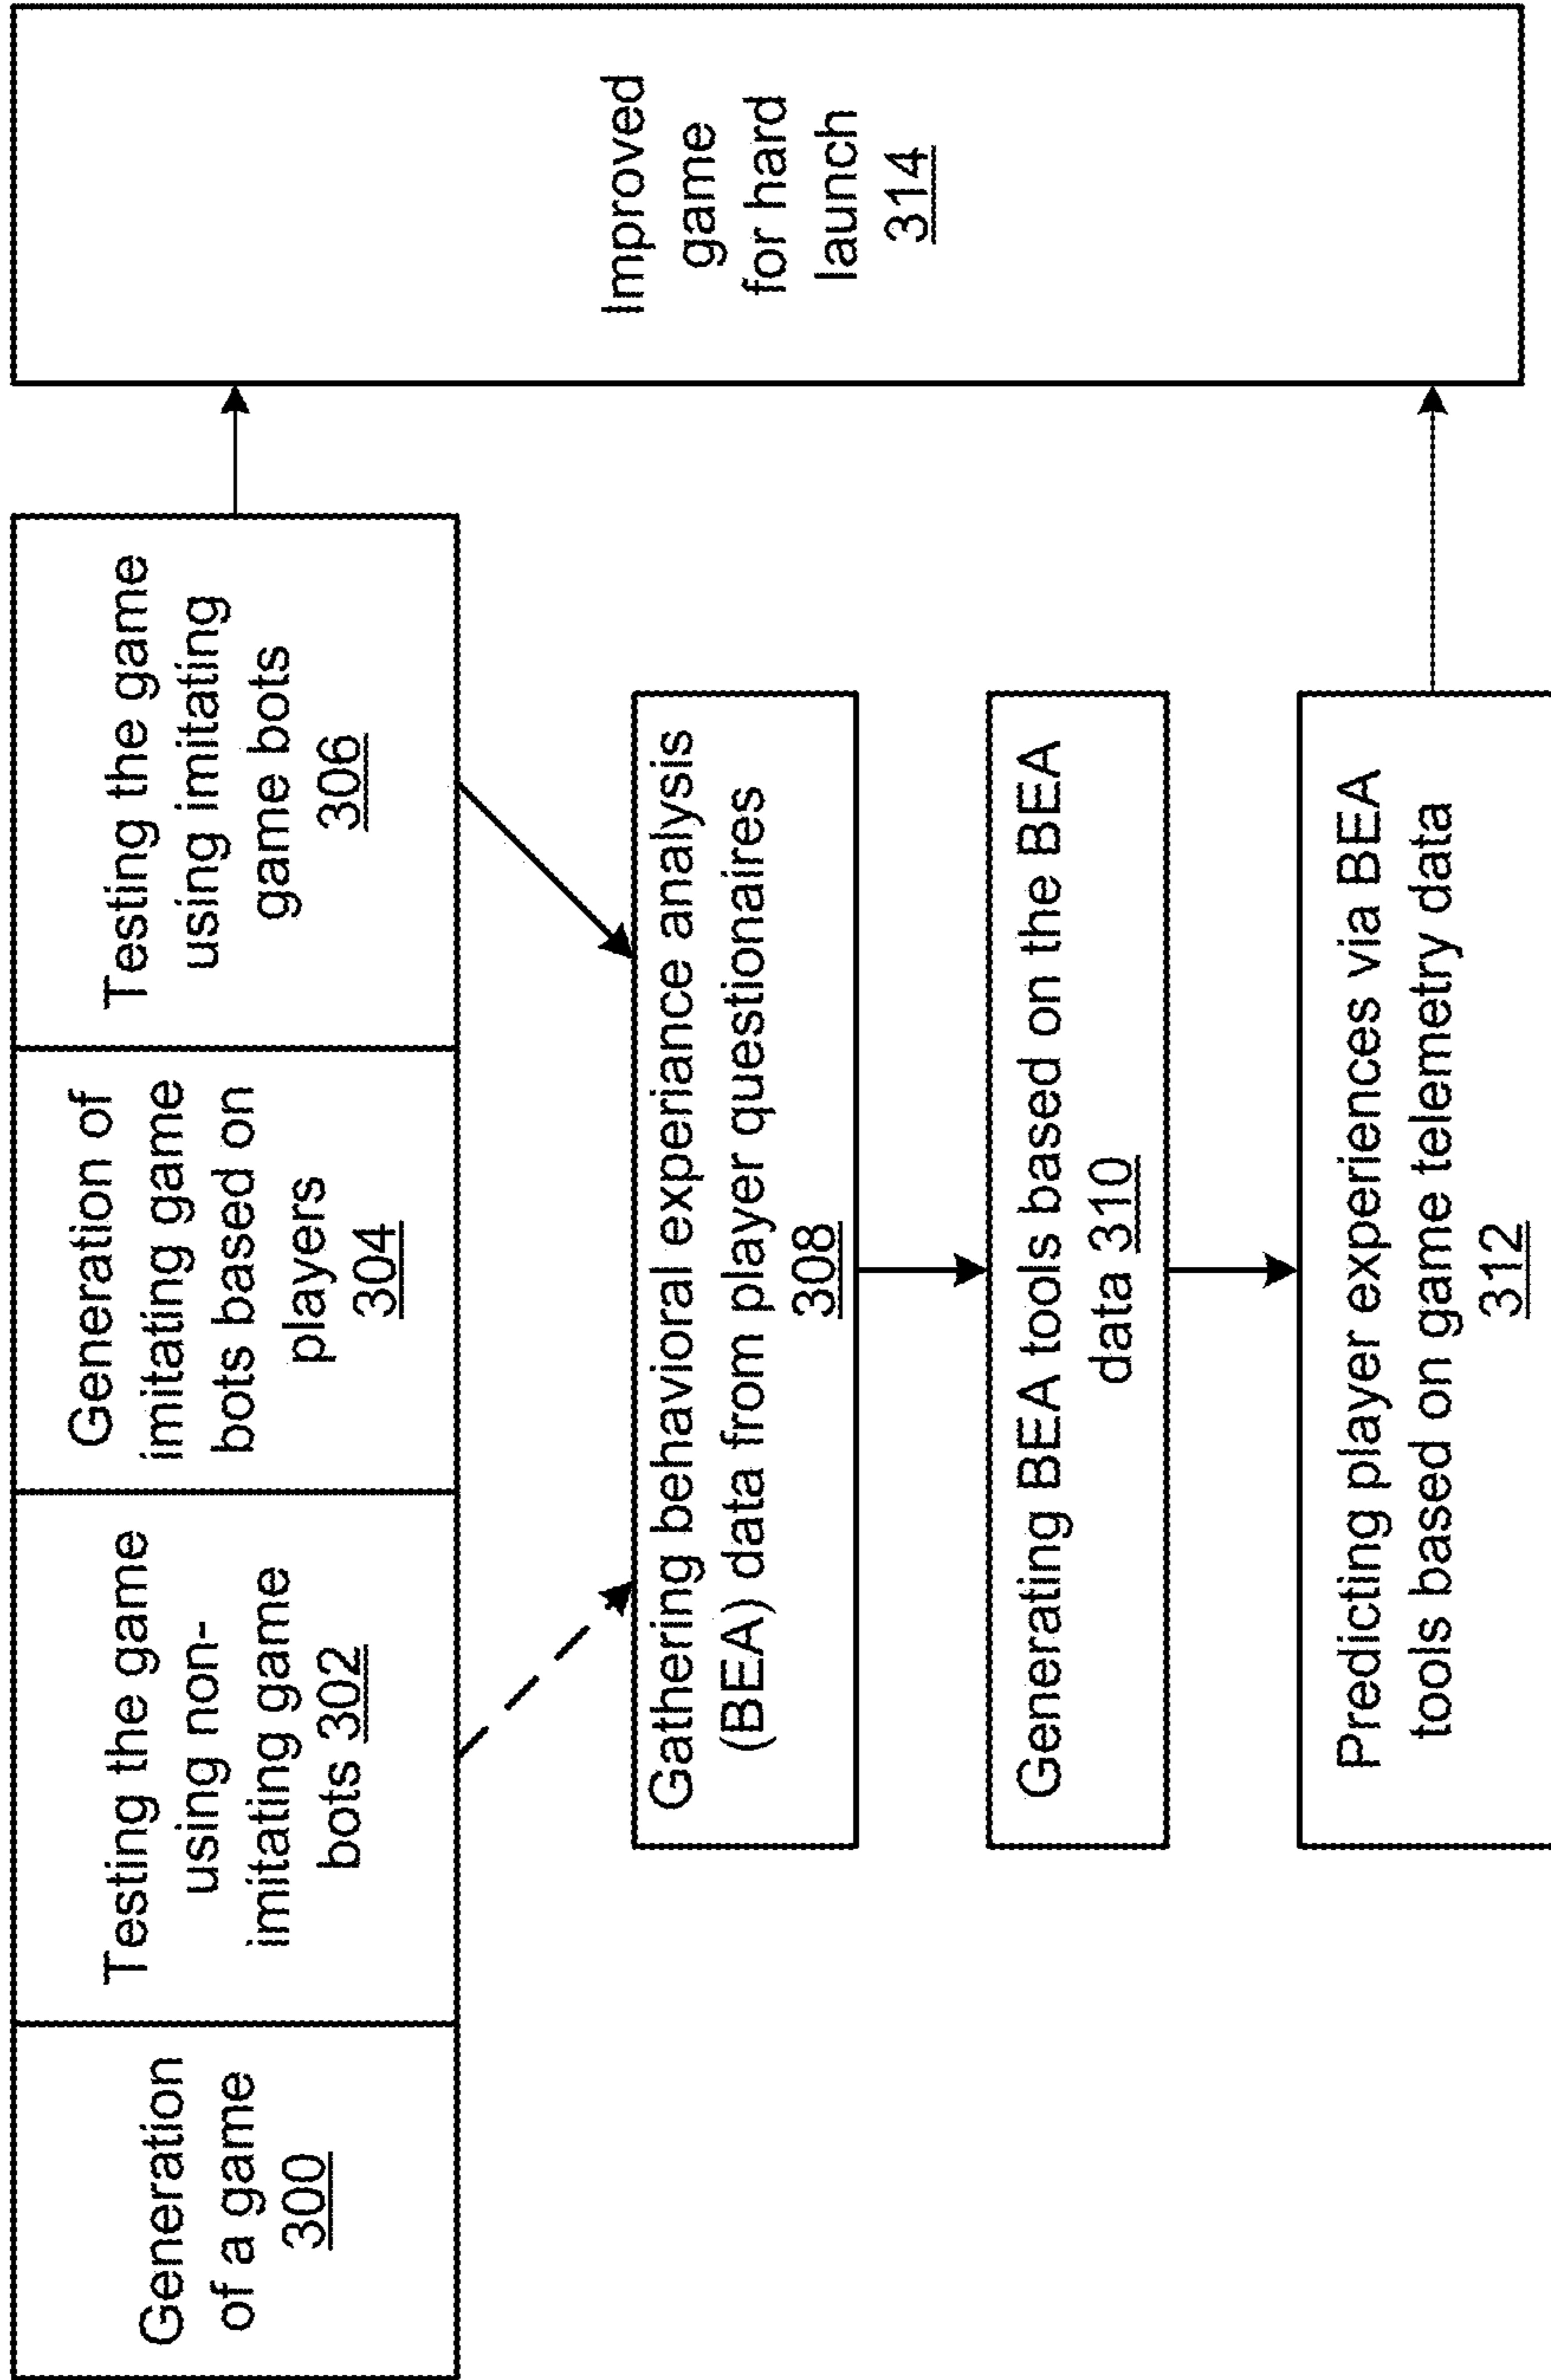 Generation
of a game
300
Testing the game
using non-
imitating game
bots 302
Generation of
imitating game
bots based on
players
304
Testing the game
using imitating
game bots
306
Gathering behavioral experiance analysis
(BEA) data from player questionaires
308
Generating BEA tools based on the BEA
data 310
Predicting player experiences via BEA
tools based on game telemetry data
312
Improved
game
for hard
launch
314